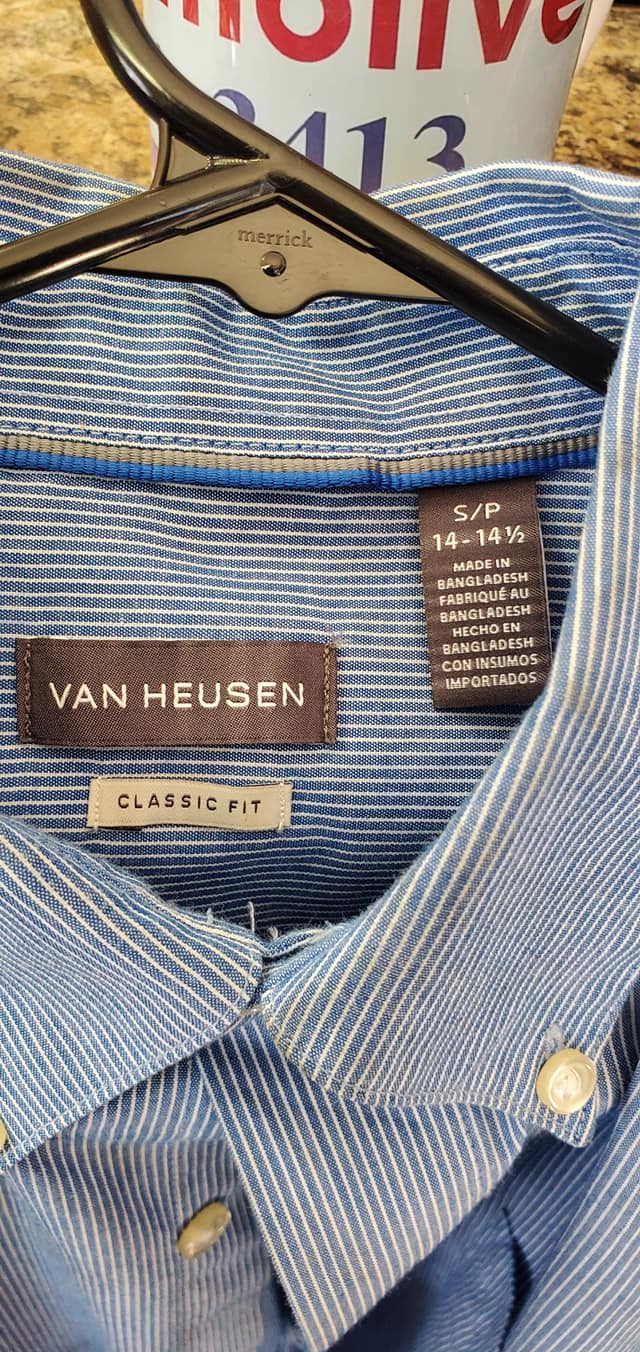 413
merrick
S/P
14-14½
MADE IN
BANGLADESH
FABRIQUÉ AU
BANGLADESH
HECHO EN
BANGLADESH
CON INSUMOS
IMPORTADOS
VAN HEUSEN
CLASSIC FIT